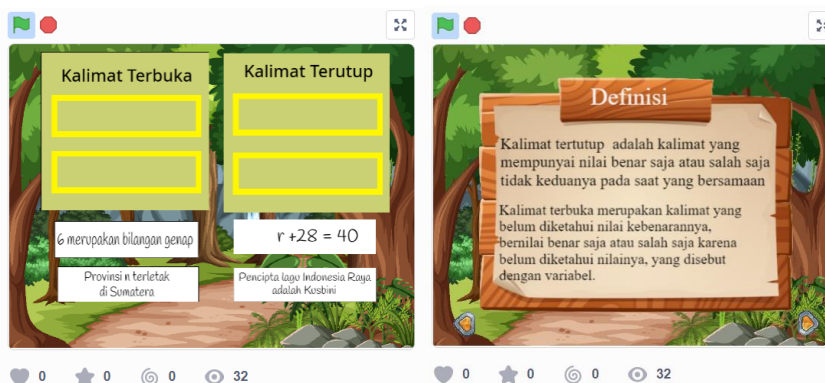 Kalimat Terbuka
Kalimat Terutup
6 merupakan bilangan genap
r +28 = 40
Provinsi n terletak
di Sumatera
Pencipta lagu Indonesia Raya
adalah Kusbini
0
0
0
32
Definisi
Kalimat tertutup adalah kalimat yang
mempunyai nilai benar saja atau salah saja
tidak keduanya pada saat yang bersamaan
Kalimat terbuka merupakan kalimat yang
belum diketahui nilai kebenarannya,
bernilai benar saja atau salah saja karena
belum diketahui nilainya, yang disebut
dengan variabel.
0
0
0
32